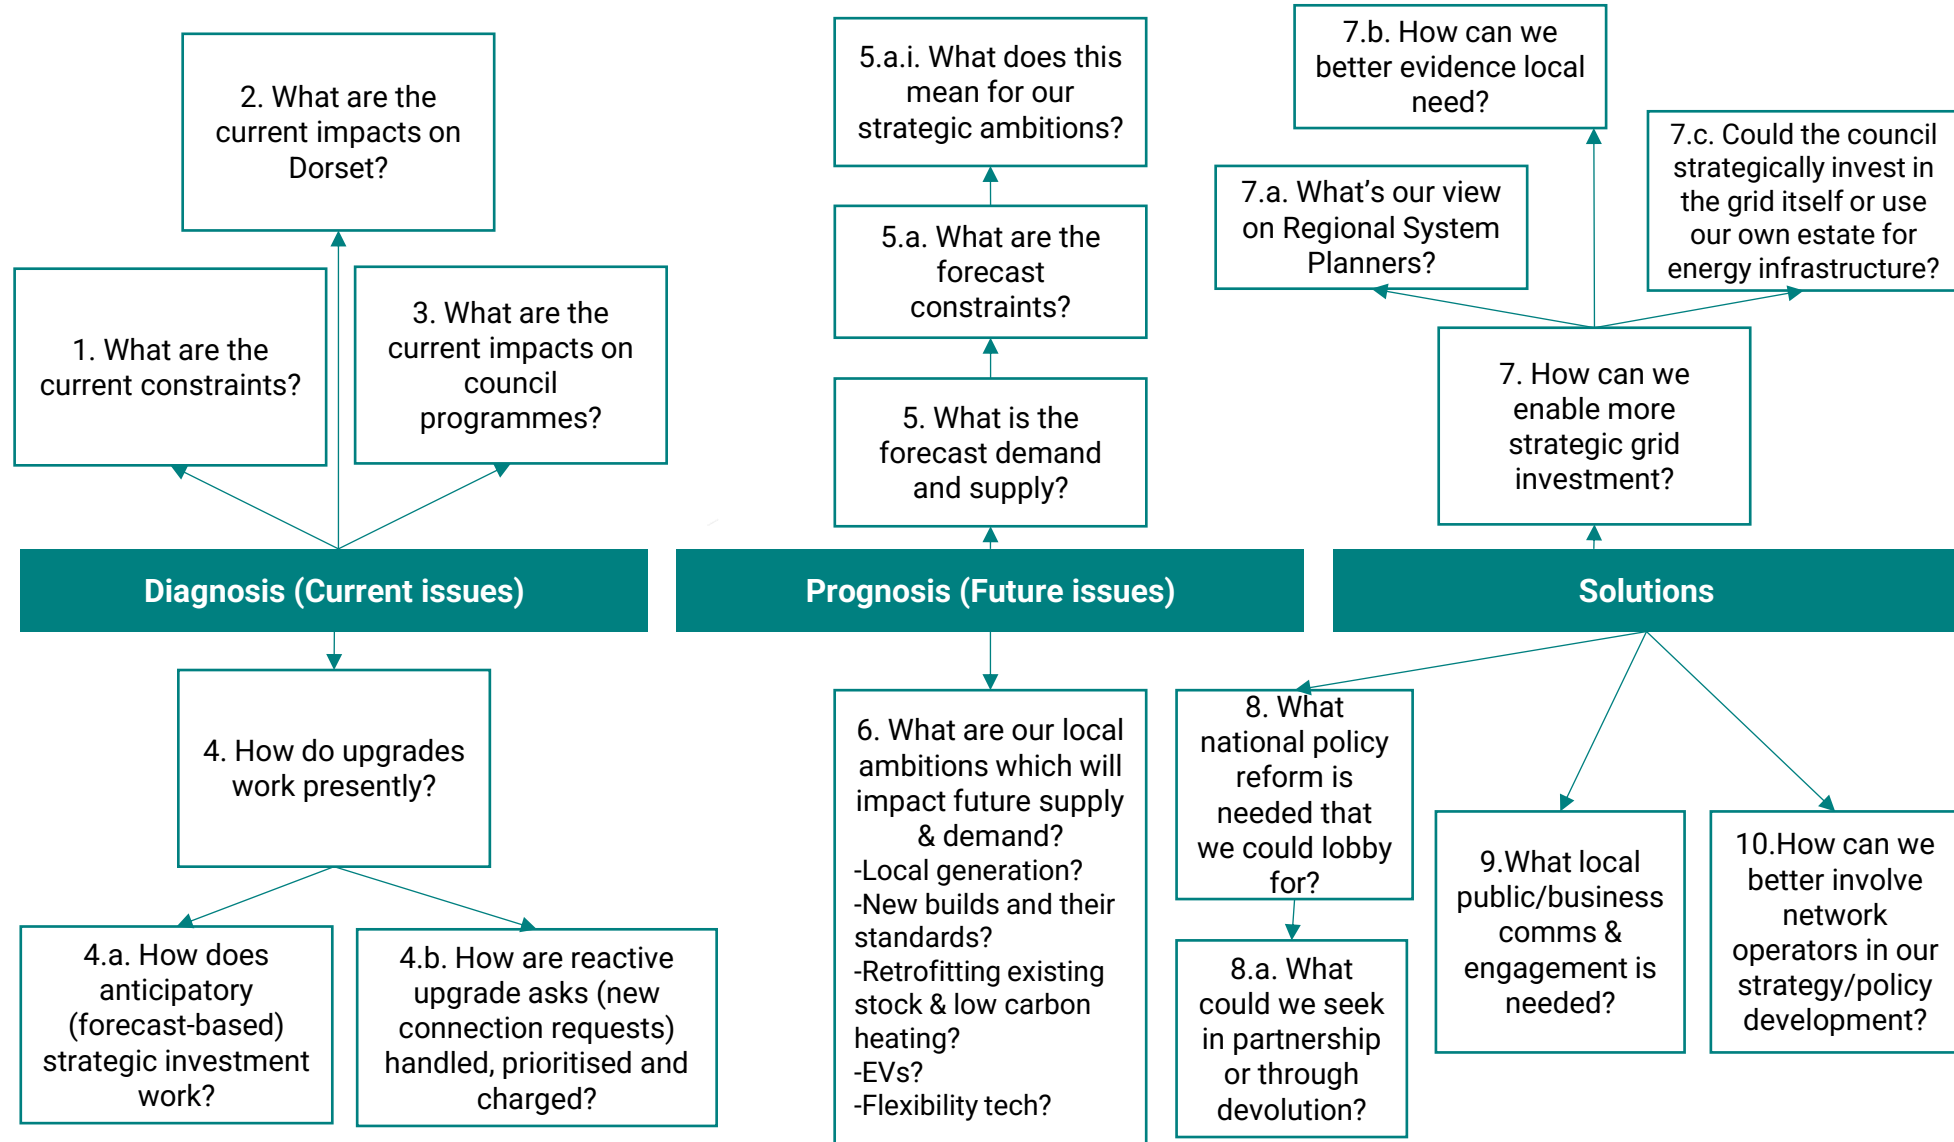 2. What are the
current impacts on
Dorset?
1. What are the
current constraints?
3. What are the
current impacts on
council
programmes?
Diagnosis (Current issues)
4. How do upgrades
work presently?
4.a. How does
anticipatory
(forecast-based)
strategic investment
work?
4.b. How are reactive
upgrade asks (new
connection requests)
handled, prioritised and
charged?
5.a.i. What does this
mean for our
strategic ambitions?
5.a. What are the
forecast
constraints?
5. What is the
forecast demand
and supply?
Prognosis (Future issues)
6. What are our local
ambitions which will
impact future supply
& demand?
-Local generation?
-New builds and their
standards?
-Retrofitting existing
stock & low carbon
heating?
-EVs?
-Flexibility tech?
7.b. How can we
better evidence local
need?
7.a. What’s our view
on Regional System
Planners?
7.c. Could the council
strategically invest in
the grid itself or use
our own estate for
energy infrastructure?
7. How can we
enable more
strategic grid
investment?
Solutions
8. What
national policy
reform is
needed that
we could lobby
for?
8.a. What
could we seek
in partnership
or through
devolution?
9.What local
public/business
comms &
engagement is
needed?
10.How can we
better involve
network
operators in our
strategy/policy
development?